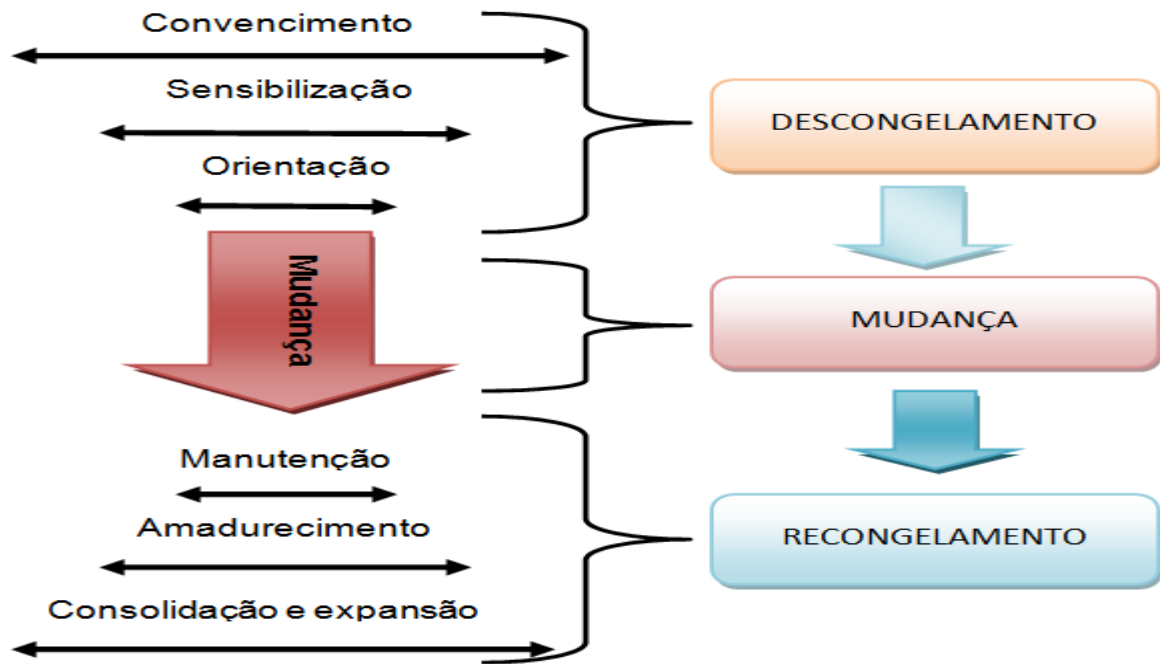 Convencimento
Sensibilização
Orientação
Mudança
Manutenção
Amadurecimento
Consolidação e expansão
DESCONGELAMENTO
MUDANÇA
RECONGELAMENTO